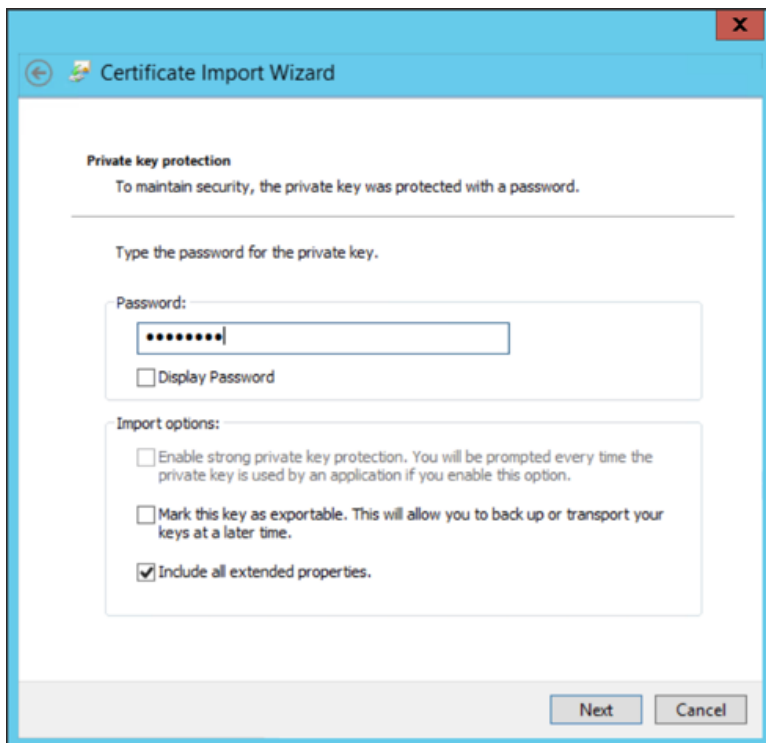 X
Certificate Import Wizard
Private key protection
To maintain security, the private key was protected with a password.
Type the password for the private key.
Password:
••••••••
Display Password
Import options:
Enable strong private key protection. You will be prompted every time the
private key is used by an application if you enable this option.
Mark this key as exportable. This will allow you to back up or transport your
keys at a later time.
Include all extended properties.
Next Cancel